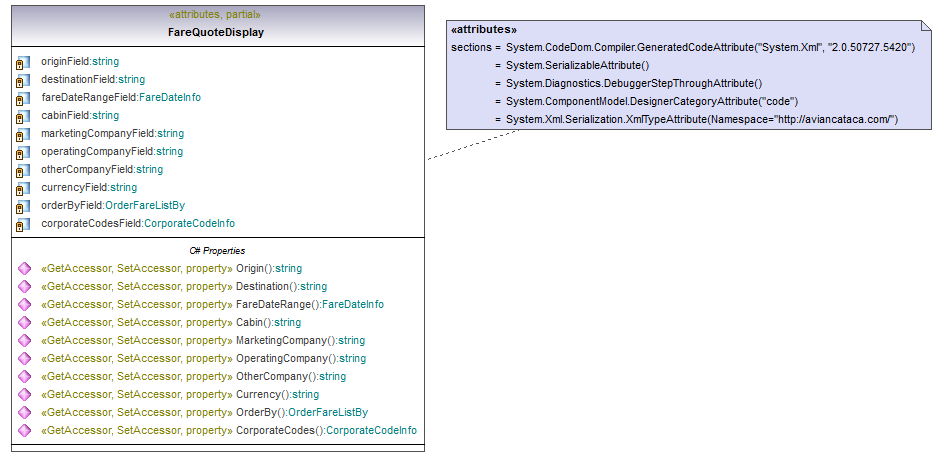 «attributes, partial»
FareQuoteDisplay
originField:string
destinationField:string
fareDateRangeField:FareDateInfo
cabinField:string
marketingCompanyField:string
operatingCompanyField:string
otherCompanyField:string
currencyField:string
orderByField:OrderFareListBy
corporateCodesField:CorporateCodeInfo
C# Properties
«GetAccessor, SetAccessor, property» Origin():string
«GetAccessor, SetAccessor, property» Destination():string
«GetAccessor, SetAccessor, property» FareDateRange():FareDateInfo
«GetAccessor, SetAccessor, property» Cabin():string
«GetAccessor, SetAccessor, property» MarketingCompany():string
«GetAccessor, SetAccessor, property» OperatingCompany():string
«GetAccessor, SetAccessor, property» OtherCompany():string
«GetAccessor, SetAccessor, property» Currency():string
«GetAccessor, SetAccessor, property» OrderBy():OrderFareListBy
«GetAccessor, SetAccessor, property» CorporateCodes():CorporateCodeInfo
«attributes»
sections = System.CodeDom.Compiler.GeneratedCodeAttribute("System.Xml", "2.0.50727.5420")
= System.SerializableAttribute()
= System.Diagnostics.DebuggerStepThroughAttribute()
= System.ComponentModel.DesignerCategoryAttribute("code")
= System.Xml.Serialization.XmlTypeAttribute(Namespace="http://aviancataca.com/")